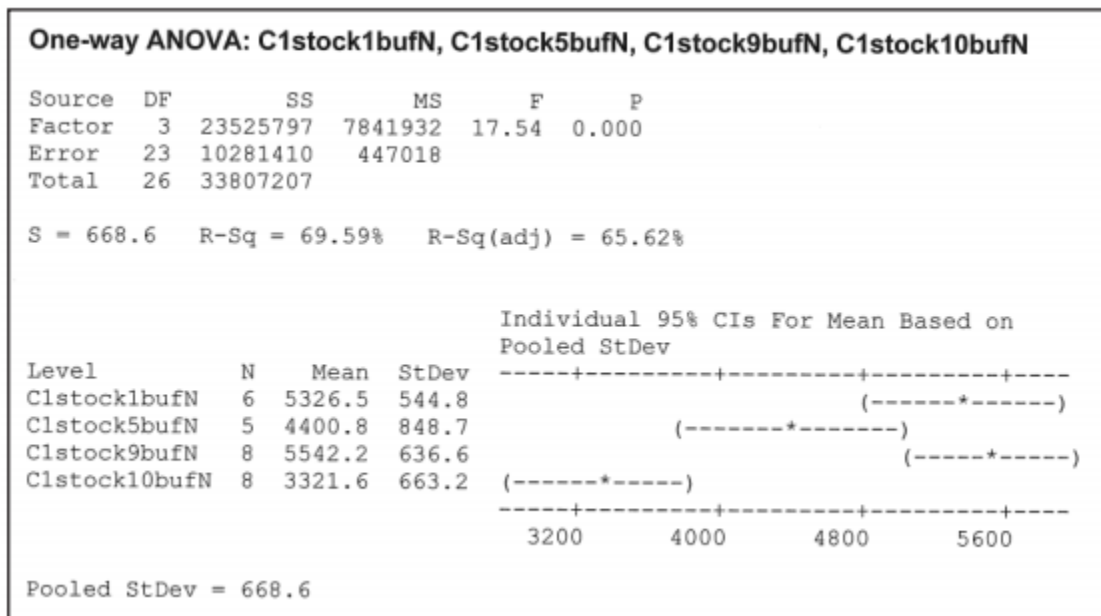 One-way ANOVA: C1stock1bufN, C1stock5bufN, C1stock9bufN, C1stock10bufN
Source  DF        SS       MS      F      P
Factor   3  23525797  7841932  17.54  0.000
Error   23  10281410   447018
Total   26  33807207
S = 668.6   R-Sq = 69.59%   R-Sq(adj) = 65.62%
Individual 95% CIs For Mean Based on
Pooled StDev
Level          N    Mean  StDev  -----+---------+---------+---------+----
C1stock1bufN   6  5326.5  544.8                           (------*------)
C1stock5bufN   5  4400.8  848.7              (-------*-------)
C1stock9bufN   8  5542.2  636.6                              (-----*-----)
C1stock10bufN  8  3321.6  663.2  (------*-----)
-----+---------+---------+---------+----
3200      4000      4800      5600
Pooled StDev = 668.6